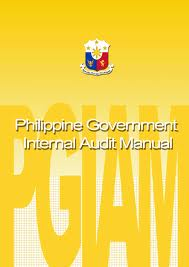 Philippine Government
Internal Audit Manual
PGIAM